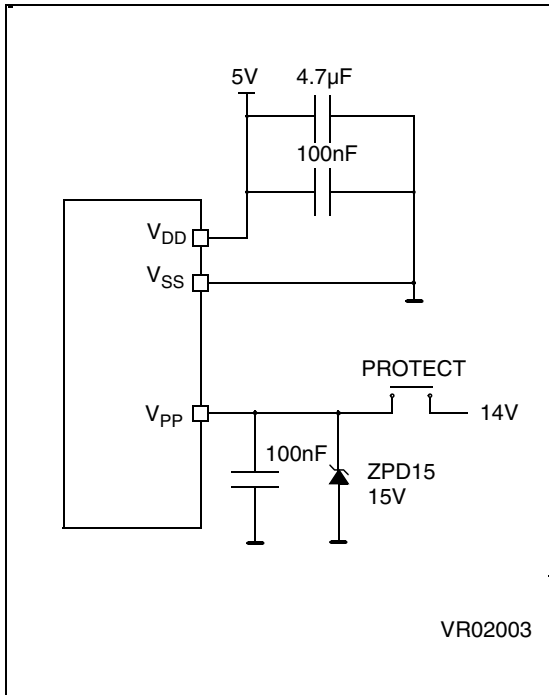 5V 4.7µF
100nF
VDD
VSS
PROTECT
VPP 14V
100nF ZPD15
15V
VR02003